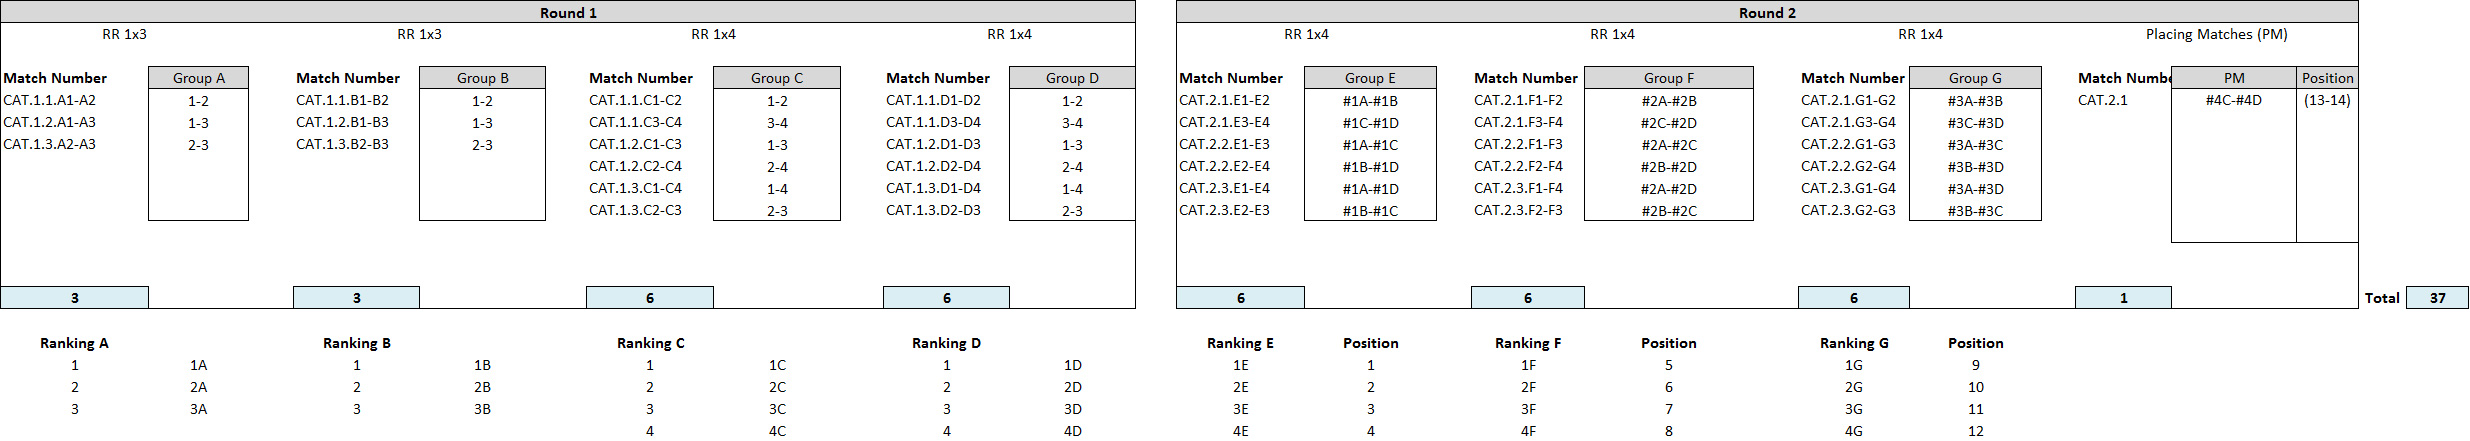 Round 1 Round 2
RR 1x3 RR 1x3 RR 1x4 RR 1x4 RR 1x4 RR 1x4 RR 1x4 Placing Matches (PM)
Match Number Group A Match Number Group B Match Number Group C Match Number Group D Match Number Group E Match Number Group F Match Number Group G Match Numbe PM Position
CAT.1.1.A1-A2 1-2 CAT.1.1.B1-B2 1-2 CAT.1.1.C1-C2 1-2 CAT.1.1.D1-D2 1-2 CAT.2.1.E1-E2 #1A-#1B CAT.2.1.F1-F2 #2A-#2B CAT.2.1.G1-G2 #3A-#3B CAT.2.1 #4C-#4D (13-14)
CAT.1.2.A1-A3 1-3 CAT.1.2.B1-B3 1-3 CAT.1.1.C3-C4 3-4 CAT.1.1.D3-D4 3-4 CAT.2.1.E3-E4 #1C-#1D CAT.2.1.F3-F4 #2C-#2D CAT.2.1.G3-G4 #3C-#3D
CAT.1.3.A2-A3 2-3 CAT.1.3.B2-B3 2-3 CAT.1.2.C1-C3 1-3 CAT.1.2.D1-D3 1-3 CAT.2.2.E1-E3 #1A-#1C CAT.2.2.F1-F3 #2A-#2C CAT.2.2.G1-G3 #3A-#3C
CAT.1.2.C2-C4 2-4 CAT.1.2.D2-D4 2-4 CAT.2.2.E2-E4 #1B-#1D CAT.2.2.F2-F4 #2B-#2D CAT.2.2.G2-G4 #3B-#3D
CAT.1.3.C1-C4 1-4 CAT.1.3.D1-D4 1-4 CAT.2.3.E1-E4 #1A-#1D CAT.2.3.F1-F4 #2A-#2D CAT.2.3.G1-G4 #3A-#3D
CAT.1.3.C2-C3 2-3 CAT.1.3.D2-D3 2-3 CAT.2.3.E2-E3 #1B-#1C CAT.2.3.F2-F3 #2B-#2C CAT.2.3.G2-G3 #3B-#3C
3 3 6 6 6 6 6 1 Total 37
Ranking A Ranking B Ranking C Ranking D Ranking E Position Ranking F Position Ranking G Position
1 1A 1 1B 1 1C 1 1D 1E 1 1F 5 1G 9
2 2A 2 2B 2 2C 2 2D 2E 2 2F 6 2G 10
3 3A 3 3B 3 3C 3 3D 3E 3 3F 7 3G 11
4 4C 4 4D 4E 4 4F 8 4G 12